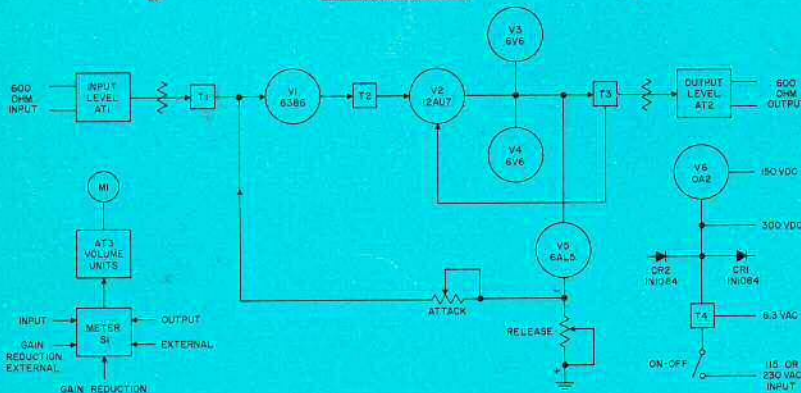 V3
6V6
600
OHM
INPUT
INPUT
LEVEL
AT1
T1
V1
6386
T2
V2
12AU7
T3
OUTPUT
LEVEL
AT2
600
OHM
OUTPUT
V4
6V6
V6
OA2
150 VDC
300 VDC
M1
AT3
VOLUME
UNITS
V5
6AL5
CR2
IN1084
CR1
IN1084
ATTACK
-
RELEASE
+
T4
6.3 VAC
INPUT
GAIN
REDUCTION
EXTERNAL
METER
S1
OUTPUT
EXTERNAL
GAIN REDUCTION
ON-OFF
115 OR
230 VAC
INPUT